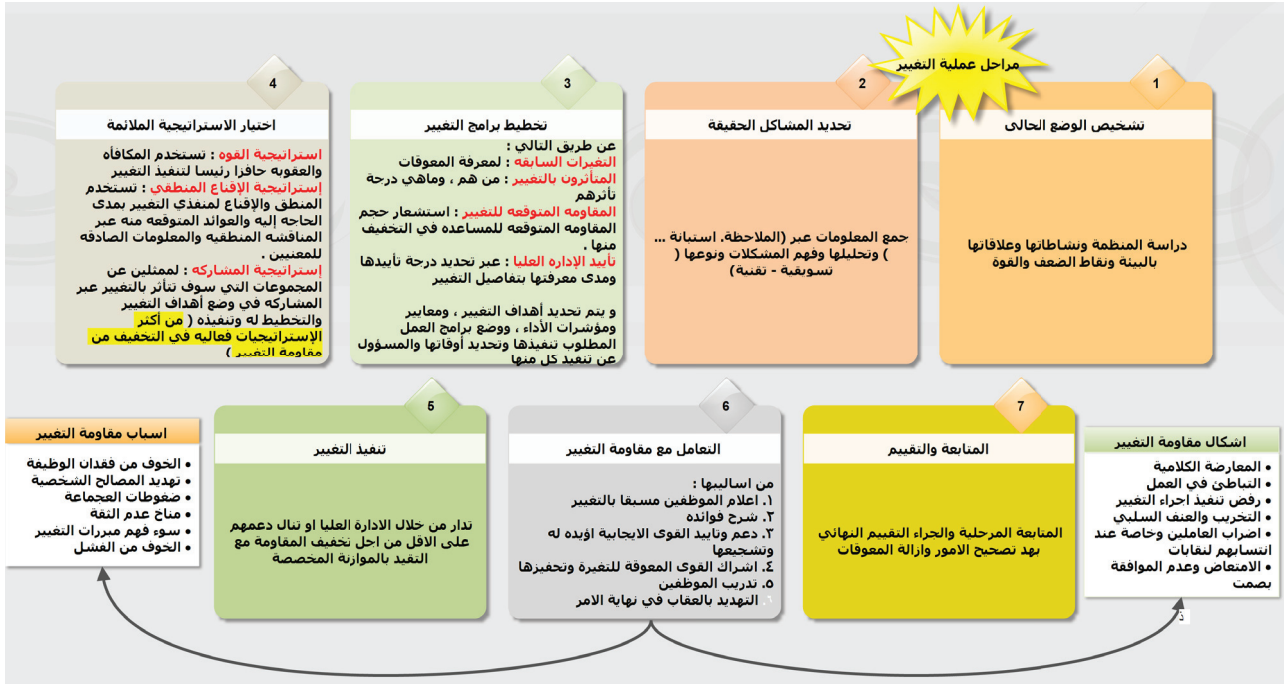 مراحل عملية التغيير
1
تشخيص الوضع الحالى
دراسة المنظمة ونشاطاتها وعلاقاتها
بالبيئة ونقاط الضعف والقوة
2
تحديد المشاكل الحقيقة
جمع المعلومات عبر (الملاحظة، استبانة ...
) وتحليلها وفهم المشكلات ونوعها (
تسويقية - تقنية)
3
تخطيط برامج التغيير
عن طريق التالي :
التغيرات السابقه : لمعرفة المعوقات
المتأثرون بالتغيير : من هم ، وماهي درجة
تأثرهم
المقاومه المتوقعه للتغيير : استشعار حجم
المقاومه المتوقعه للمساعده في التخفيف
منها .
تأييد الإداره العليا : عبر تحديد درجة تأييدها
ومدى معرفتها بتفاصيل التغيير
و يتم تحديد أهداف التغيير ، ومعايير
ومؤشرات الأداء ، ووضع برامج العمل
المطلوب تنفيذها وتحديد أوقاتها والمسؤول
عن تنفيذ كل منها
4
اختيار الاستراتيجية الملائمة
استراتيجية القوه : تستخدم المكافأه
والعقوبه حافزا رئيسا لتنفيذ التغيير
إستراتيجية الإقناع المنطقي : تستخدم
المنطق والإقناع لمنفذي التغيير بمدى
الحاجه إليه والعوائد المتوقعه منه عبر
المناقشه المنطقيه والمعلومات الصادقه
للمعنيين .
إستراتيجية المشاركه : لممثلين عن
المجموعات التي سوف تتأثر بالتغيير عبر
المشاركه في وضع أهداف التغيير
والتخطيط له وتنفيذه ( من أكثر
الإستراتيجيات فعاليه في التخفيف من
مقاومة التغيير )
5
تنفيذ التغيير
تدار من خلال الادارة العليا او تنال دعمهم
على الاقل من اجل تخفيف المقاومة مع
التقيد بالموازنة المخصصة
6
التعامل مع مقاومة التغيير
من اساليبها :
١. اعلام الموظفين مسبقا بالتغيير
٢. شرح فوائده
٣. دعم وتاييد القوى الايجابية اؤيده له
وتشجيعها
٤. اشراك القوى المعوقة للتغيرة وتحفيزها
٥. تدريب الموظفين
٦. التهديد بالعقاب في نهاية الامر
7
المتابعة والتقييم
المتابعة المرحلية والجراء التقييم النهائي
بهد تصحيح الامور وازالة المعوقات
اشكال مقاومة التغيير
• المعارضة الكلامية
• التباطئ في العمل
• رفض تنفيذ اجراء التغيير
• التخريب والعنف السلبي
• اضراب العاملين وخاصة عند
انتسابهم لنقابات
• الامتعاض وعدم الموافقة
بصمت
ذ
اسباب مقاومة التغيير
• الخوف من فقدان الوظيفة
• تهديد المصالح الشخصية
• ضغوطات العجماعة
• مناخ عدم الثقة
• سوء فهم مبررات التغيير
• الخوف من الفشل